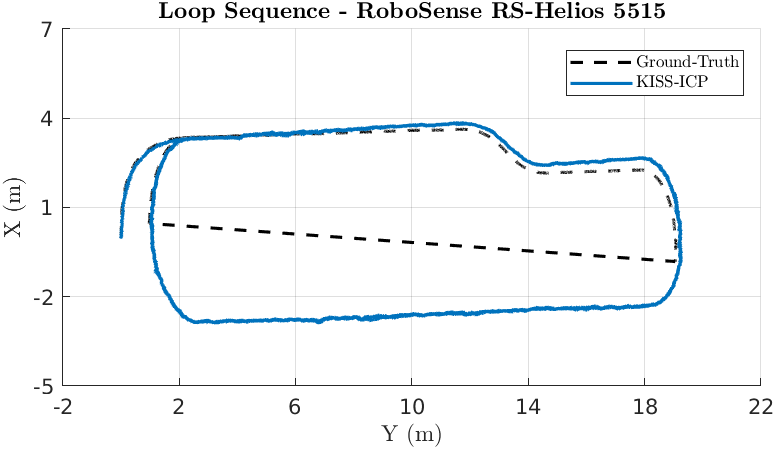 Loop Sequence - RoboSense RS-Helios 5515
7
Ground-Truth
KISS-ICP
4
X (m)
1
-2
-5
-2 2 6 10 14 18 22
Y (m)